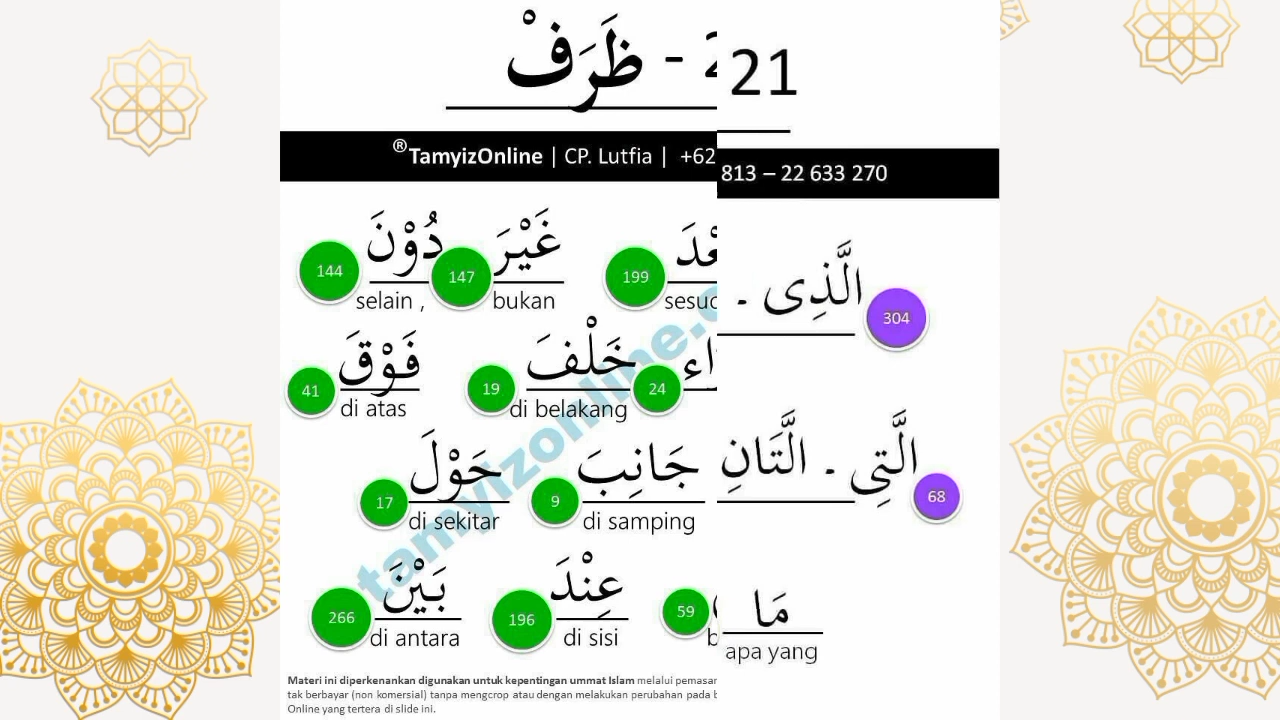 ظَرَفْ - 2
21
®TamyizOnline | CP. Lutfia | +62
813 – 22 633 270
144 دُوْنَ 147 غَيْرَ 199
selain , bukan
الَّذِى - 304
41 فَوْقَ 19 خَلْفَ 24
di atas di belakang
الَّتِى - الَّتَانِ 68
17 حَوْلَ 9 جَانِبَ
di sekitar di samping
266 بَيْنَ 196 عِنْدَ 59
di antara di sisi
مَا
apa yang
tamyizonline.
Materi ini diperkenankan digunakan untuk kepentingan ummat Islam melalui
tak berbayar (non komersial) tanpa mengcrop atau dengan melakukan perubahan pada
Online yang tertera di slide ini.